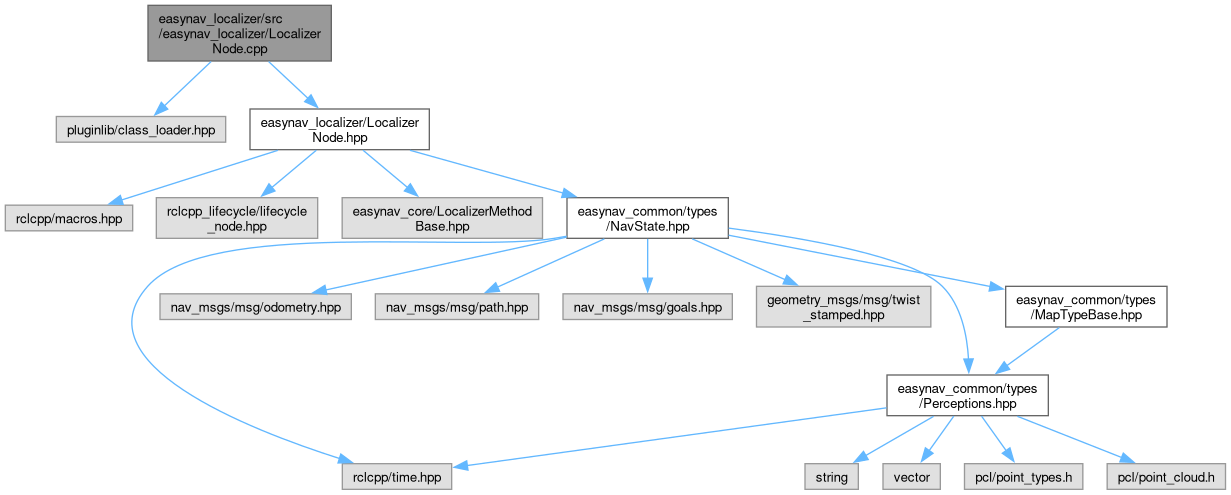 easynav_localizer/src
/easynav_localizer/Localizer
Node.cpp
pluginlib/class_loader.hpp
easynav_localizer/Localizer
Node.hpp
rclcpp/macros.hpp
rclcpp_lifecycle/lifecycle
_node.hpp
easynav_core/LocalizerMethod
Base.hpp
easynav_common/types
/NavState.hpp
nav_msgs/msg/odometry.hpp
nav_msgs/msg/path.hpp
nav_msgs/msg/goals.hpp
geometry_msgs/msg/twist
_stamped.hpp
easynav_common/types
/MapTypeBase.hpp
easynav_common/types
/Perceptions.hpp
rclcpp/time.hpp
string
vector
pcl/point_types.h
pcl/point_cloud.h